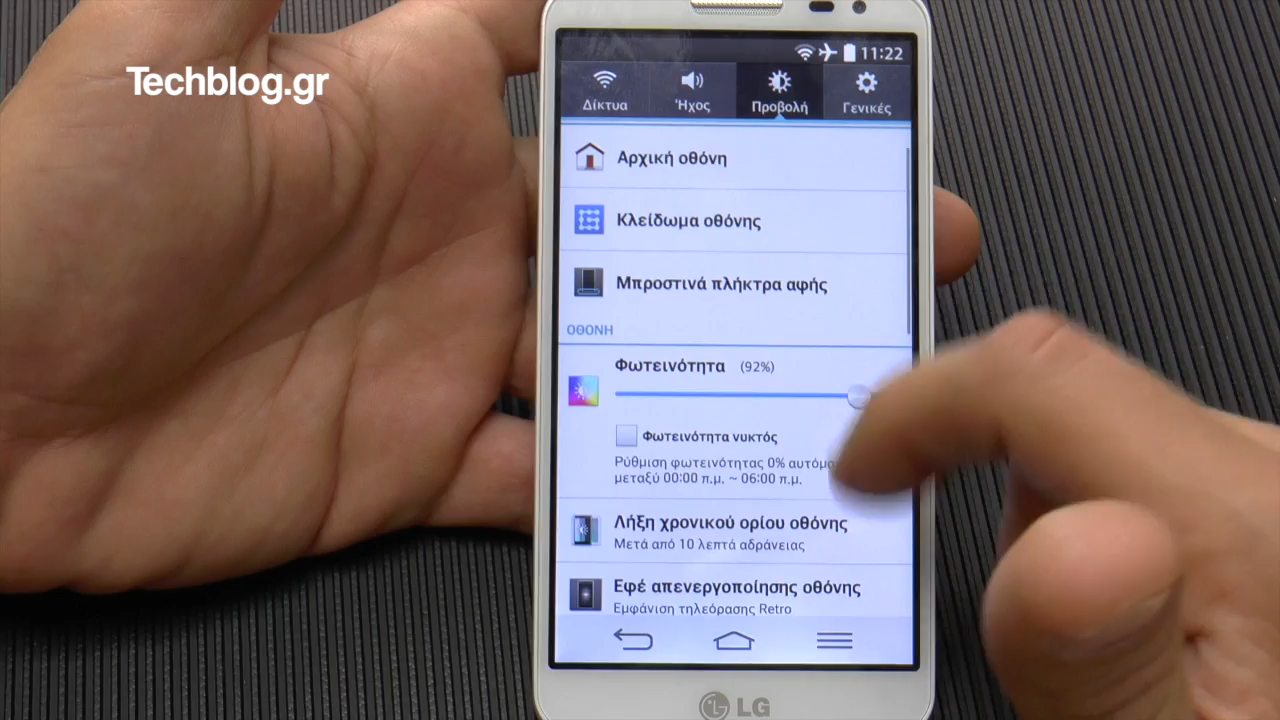 Techblog.gr
11:22
Δίκτυα
Ήχος
Προβολή
Γενικές
Αρχική οθόνη
Κλείδωμα οθόνης
Μπροστινά πλήκτρα αφής
ΟΘΟΝΗ
Φωτεινότητα (92%)
Φωτεινότητα νυκτός
Ρύθμιση φωτεινότητας 0%
μεταξύ 00:00 π.μ. ~ 06:00 π.μ.
Λήξη χρονικού ορίου οθόνης
Μετά από 10 λεπτά αδράνειας
Εφέ απενεργοποίησης οθόνης
Εμφάνιση τηλεόρασης Retro
LG